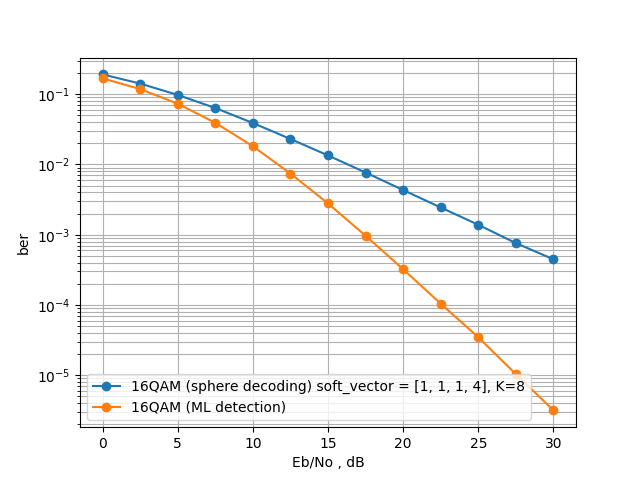 10⁻¹
10⁻²
10⁻³
10⁻⁴
10⁻⁵
ber
16QAM (sphere decoding) soft_vector = [1, 1, 1, 4], K=8
16QAM (ML detection)
0 5 10 15 20 25 30
Eb/No , dB